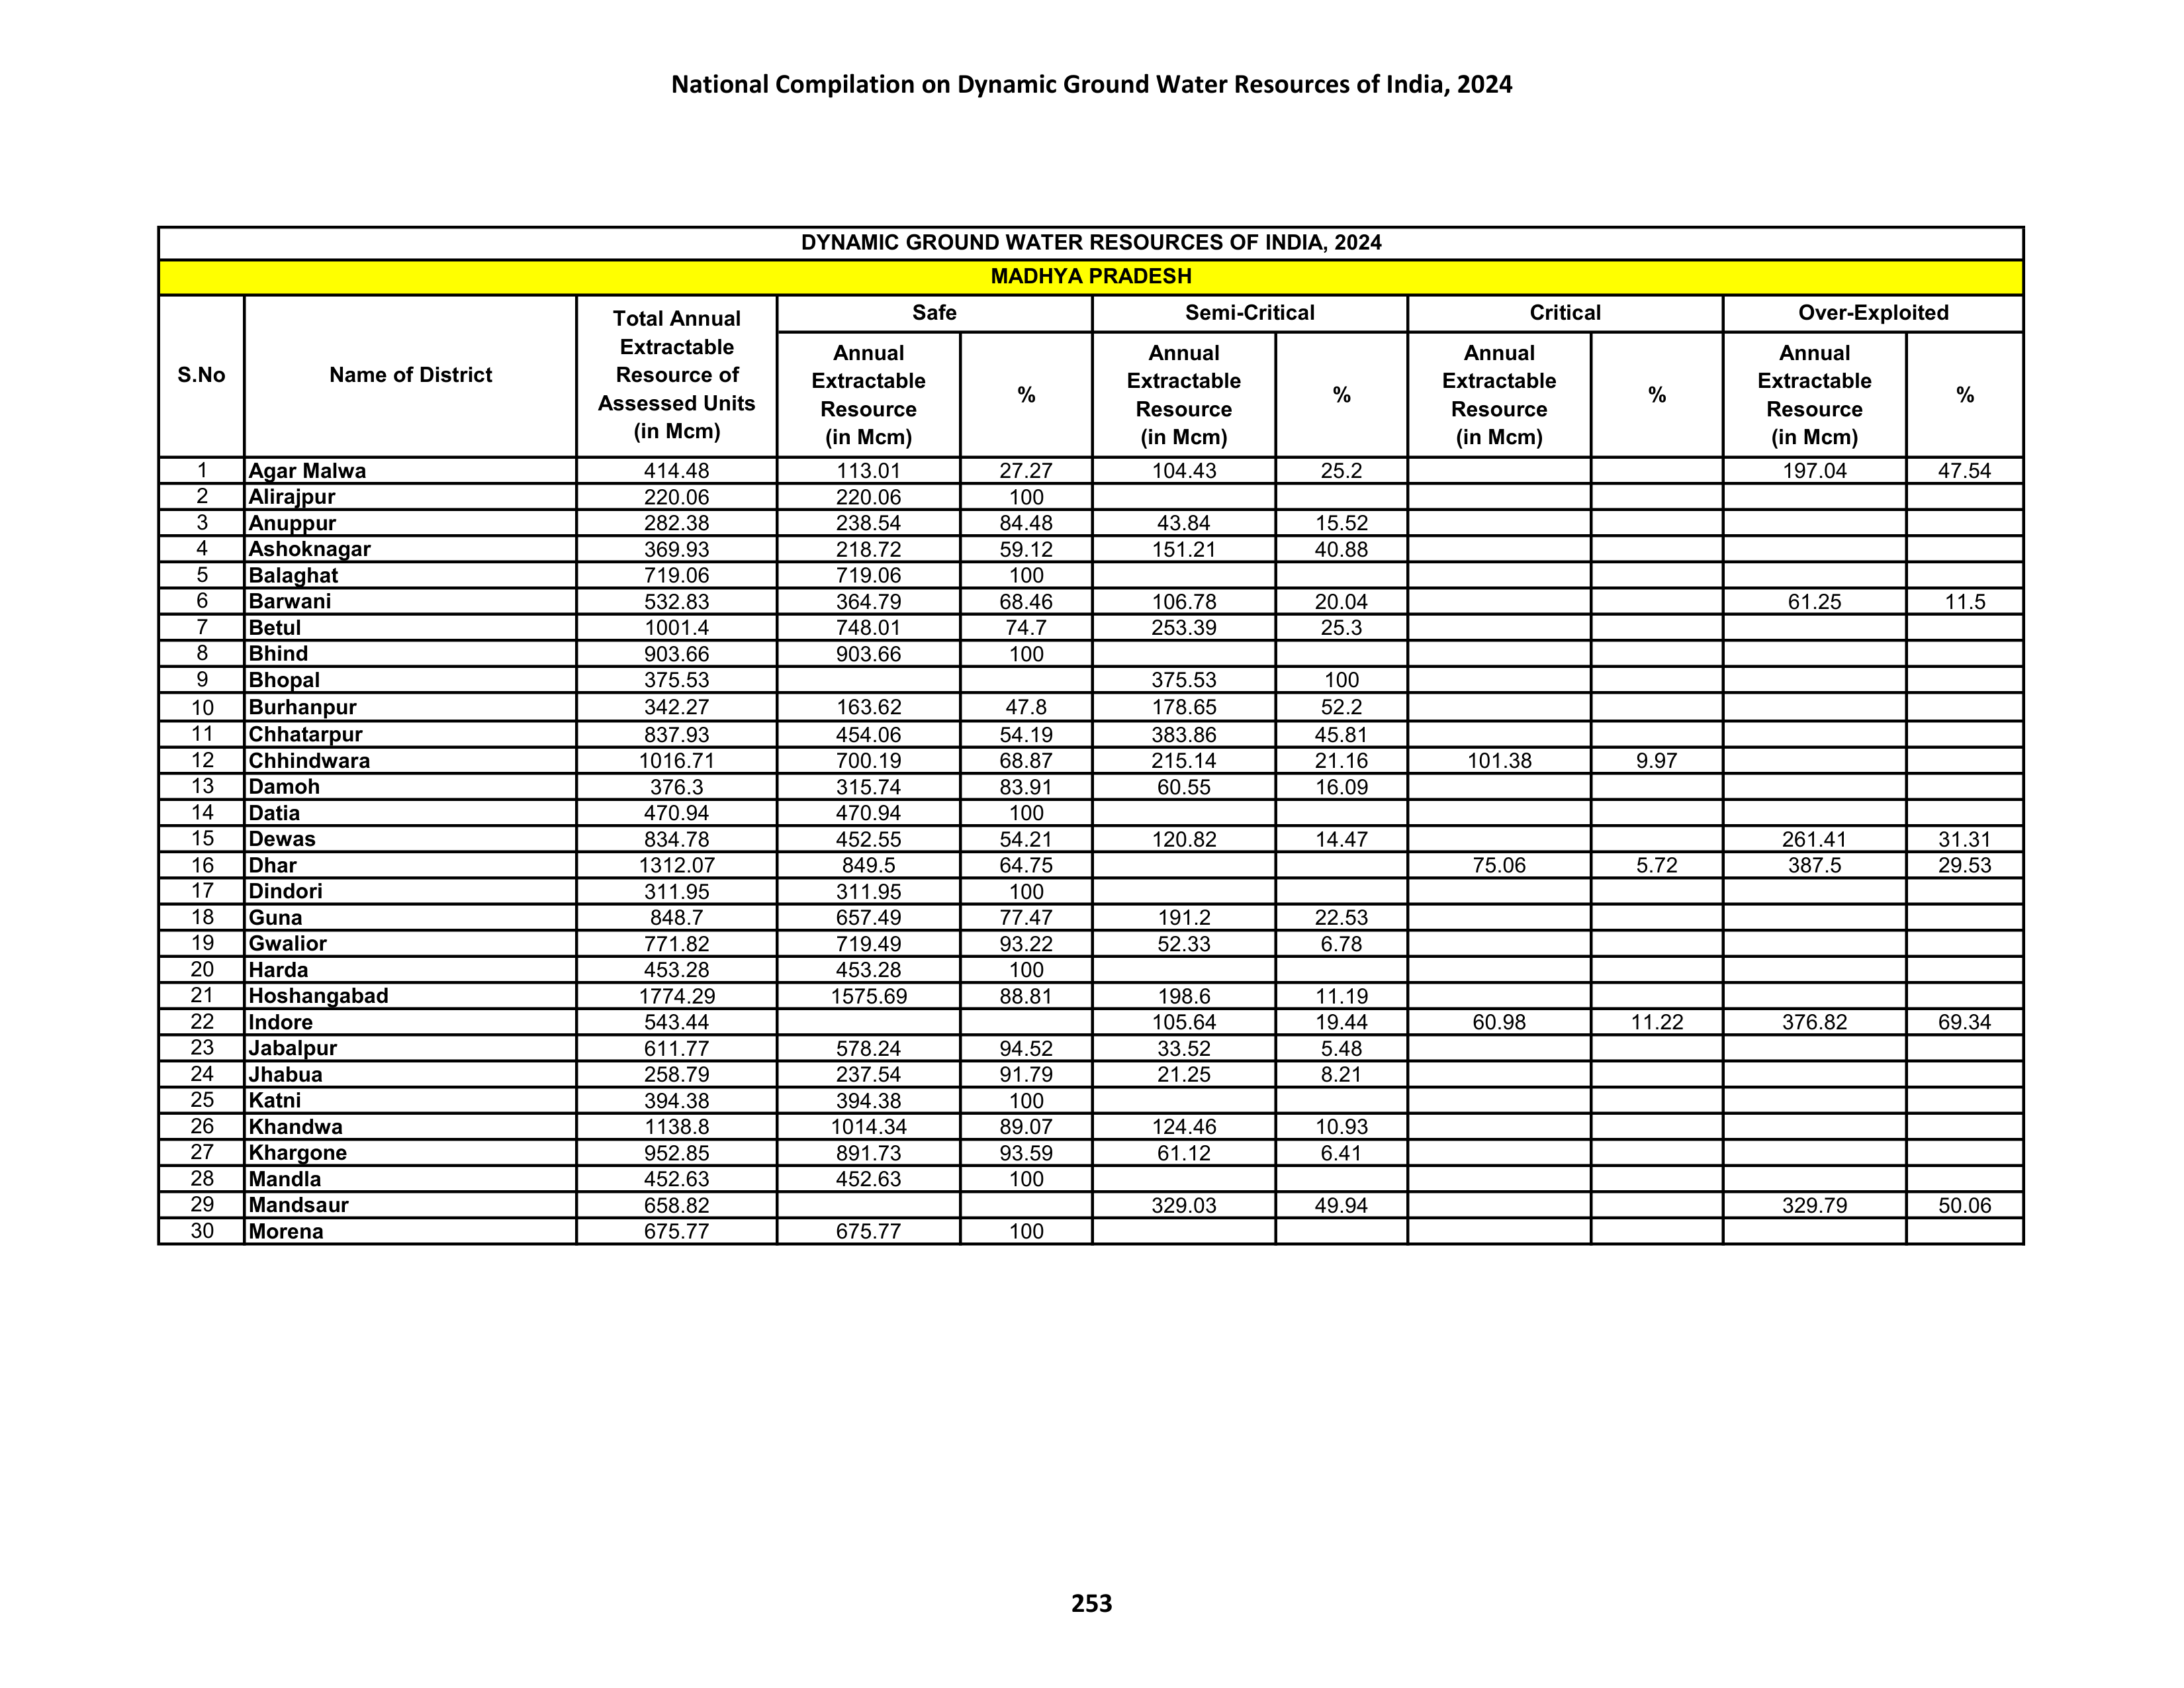 National Compilation on Dynamic Ground Water Resources of India, 2024
DYNAMIC GROUND WATER RESOURCES OF INDIA, 2024
MADHYA PRADESH
S.No Name of District Total Annual Extractable Resource of Assessed Units (in Mcm) Safe Semi-Critical Critical Over-Exploited
Annual Extractable Resource (in Mcm) % Annual Extractable Resource (in Mcm) % Annual Extractable Resource (in Mcm) % Annual Extractable Resource (in Mcm) %
1 Agar Malwa 414.48 113.01 27.27 104.43 25.2 197.04 47.54
2 Alirajpur 220.06 220.06 100
3 Anuppur 282.38 238.54 84.48 43.84 15.52
4 Ashoknagar 369.93 218.72 59.12 151.21 40.88
5 Balaghat 719.06 719.06 100
6 Barwani 532.83 364.79 68.46 106.78 20.04 61.25 11.5
7 Betul 1001.4 748.01 74.7 253.39 25.3
8 Bhind 903.66 903.66 100
9 Bhopal 375.53 375.53 100
10 Burhanpur 342.27 163.62 47.8 178.65 52.2
11 Chhatarpur 837.93 454.06 54.19 383.86 45.81
12 Chhindwara 1016.71 700.19 68.87 215.14 21.16 101.38 9.97
13 Damoh 376.3 315.74 83.91 60.55 16.09
14 Datia 470.94 470.94 100
15 Dewas 834.78 452.55 54.21 120.82 14.47 261.41 31.31
16 Dhar 1312.07 849.5 64.75 75.06 5.72 387.5 29.53
17 Dindori 311.95 311.95 100
18 Guna 848.7 657.49 77.47 191.2 22.53
19 Gwalior 771.82 719.49 93.22 52.33 6.78
20 Harda 453.28 453.28 100
21 Hoshangabad 1774.29 1575.69 88.81 198.6 11.19
22 Indore 543.44 105.64 19.44 60.98 11.22 376.82 69.34
23 Jabalpur 611.77 578.24 94.52 33.52 5.48
24 Jhabua 258.79 237.54 91.79 21.25 8.21
25 Katni 394.38 394.38 100
26 Khandwa 1138.8 1014.34 89.07 124.46 10.93
27 Khargone 952.85 891.73 93.59 61.12 6.41
28 Mandla 452.63 452.63 100
29 Mandsaur 658.82 329.03 49.94 329.79 50.06
30 Morena 675.77 675.77 100
253